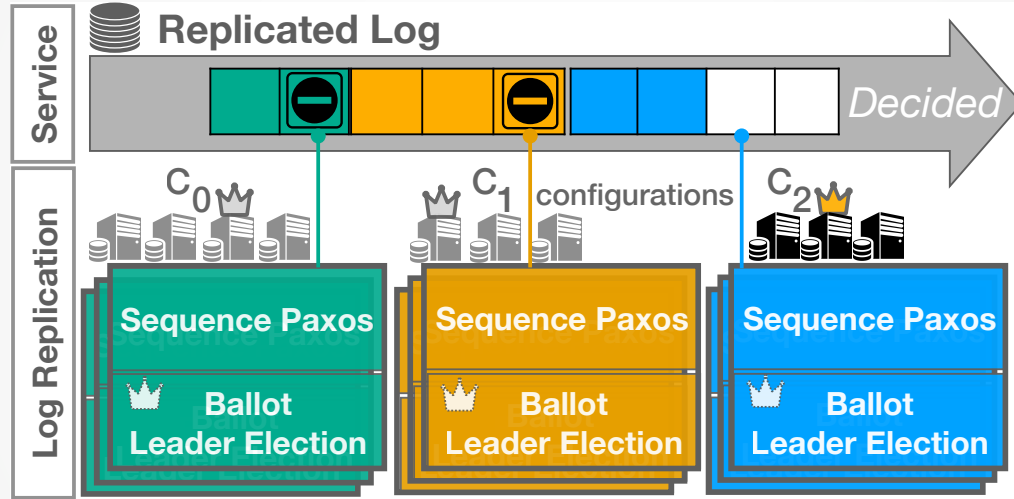 Service
Replicated Log
Decided
Log Replication
C0
C1
configurations
C2
Sequence Paxos
Ballot
Leader Election
Sequence Paxos
Ballot
Leader Election
Sequence Paxos
Ballot
Leader Election